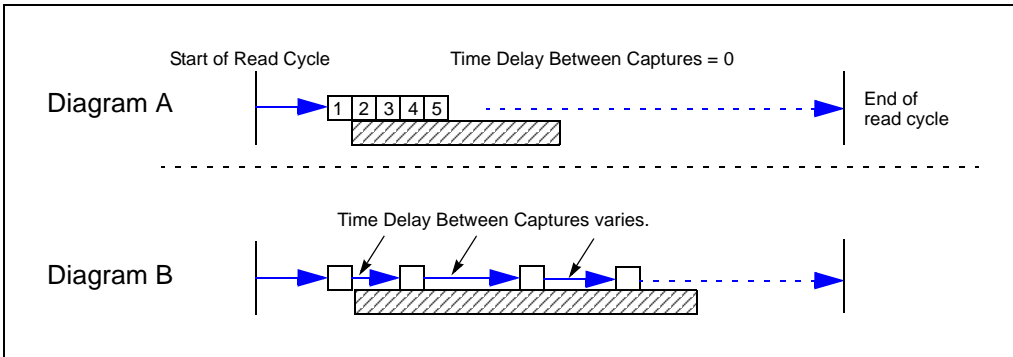 Start of Read Cycle
Time Delay Between Captures = 0
Diagram A
1 2 3 4 5
End of
read cycle
Time Delay Between Captures varies.
Diagram B